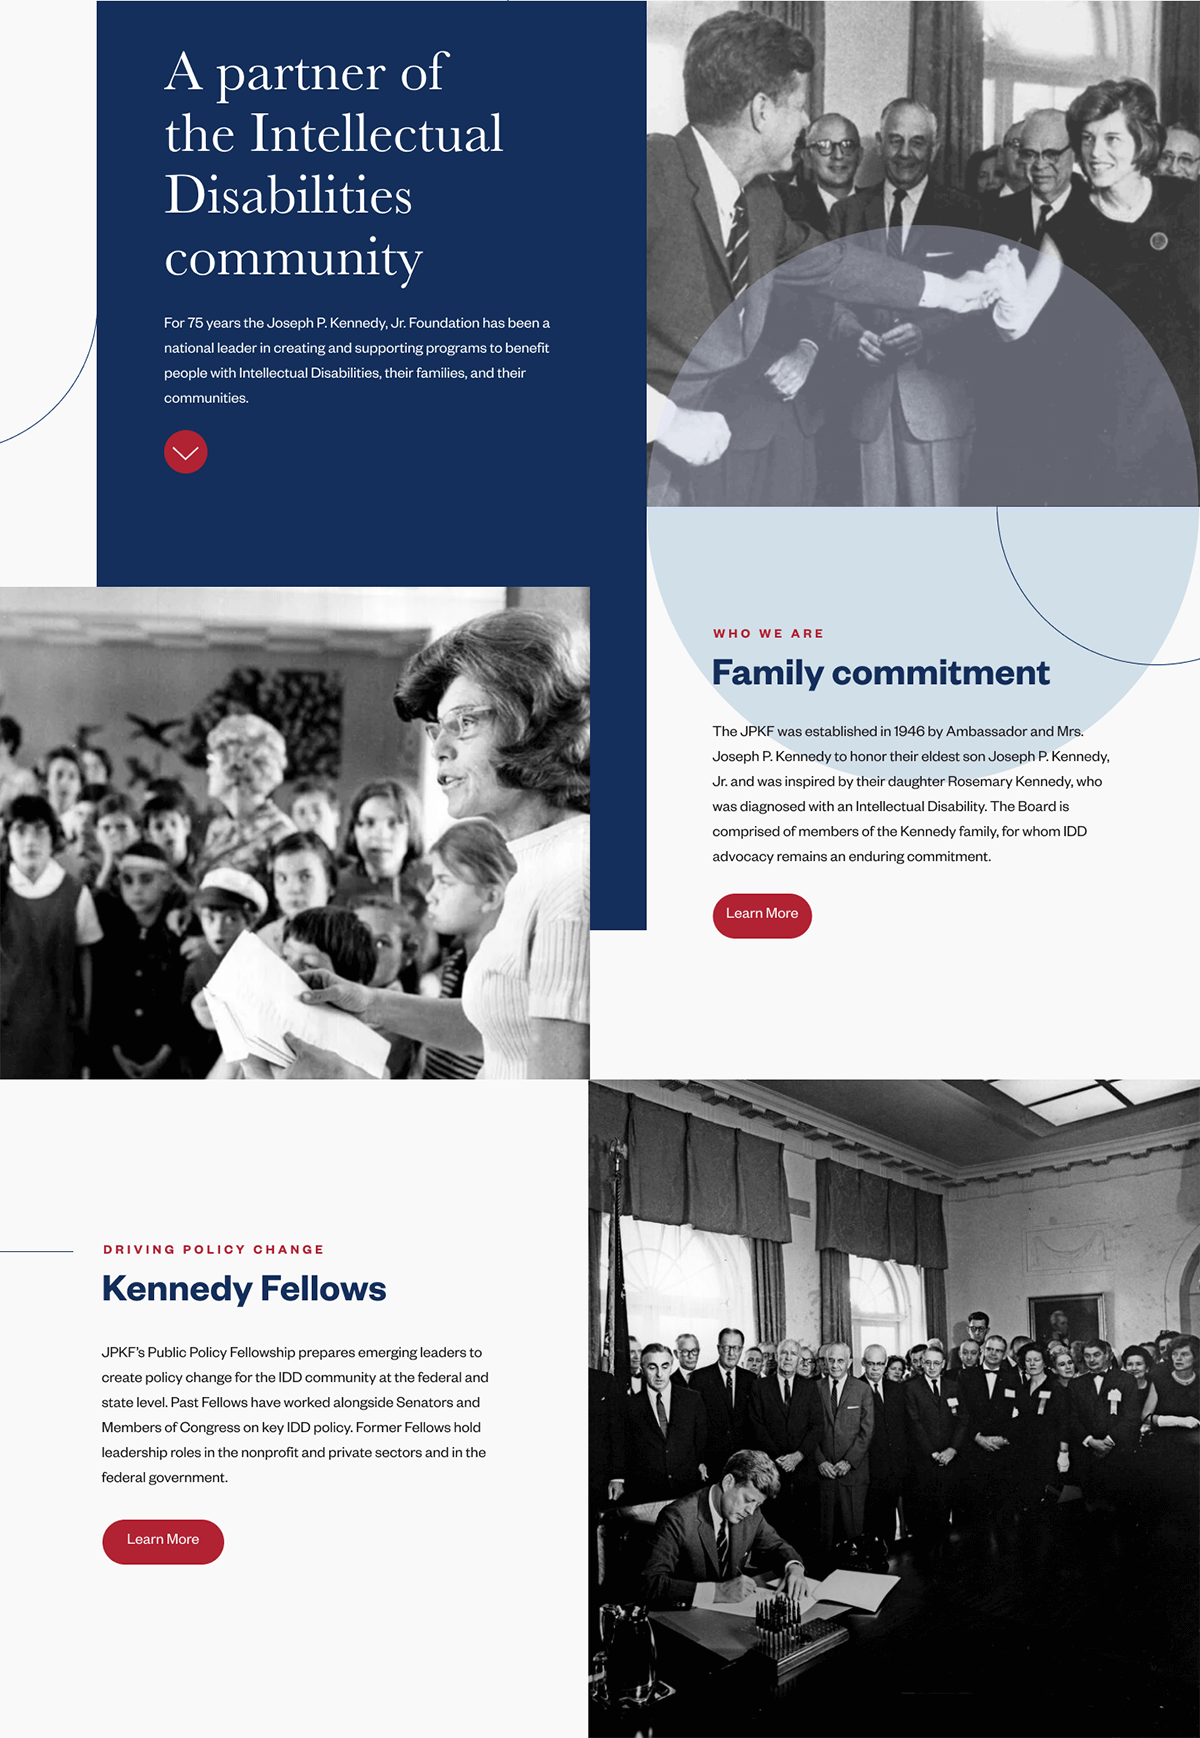 A partner of
the Intellectual
Disabilities
community
For 75 years the Joseph P. Kennedy, Jr. Foundation has been a
national leader in creating and supporting programs to benefit
people with Intellectual Disabilities, their families, and their
communities.
WHO WE ARE
Family commitment
The JPKF was established in 1946 by Ambassador and Mrs.
Joseph P. Kennedy to honor their eldest son Joseph P. Kennedy,
Jr. and was inspired by their daughter Rosemary Kennedy, who
was diagnosed with an Intellectual Disability. The Board is
comprised of members of the Kennedy family, for whom IDD
advocacy remains an enduring commitment.
Learn More
DRIVING POLICY CHANGE
Kennedy Fellows
JPKF’s Public Policy Fellowship prepares emerging leaders to
create policy change for the IDD community at the federal and
state level. Past Fellows have worked alongside Senators and
Members of Congress on key IDD policy. Former Fellows hold
leadership roles in the nonprofit and private sectors and in the
federal government.
Learn More